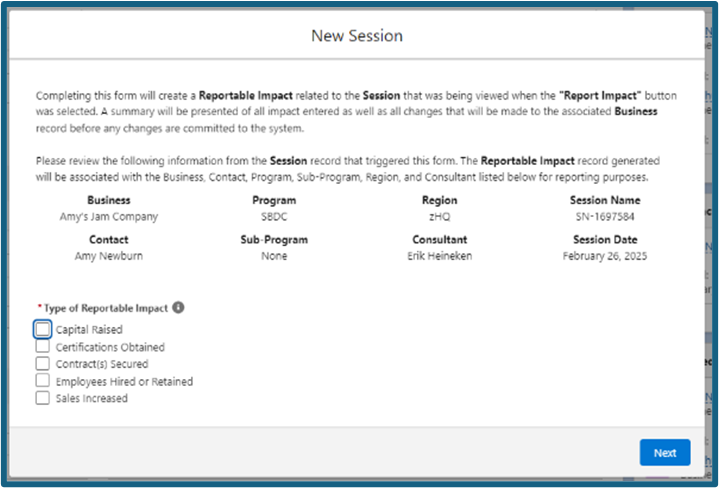 New Session
Completing this form will create a Reportable Impact related to the Session that was being viewed when the "Report Impact" button
was selected. A summary will be presented of all impact entered as well as all changes that will be made to the associated Business
record before any changes are committed to the system.
Please review the following information from the Session record that triggered this form. The Reportable Impact record generated
will be associated with the Business, Contact, Program, Sub-Program, Region, and Consultant listed below for reporting purposes.
Business Program Region Session Name
Amy's Jam Company SBDC zHQ SN-1697584
Contact Sub-Program Consultant Session Date
Amy Newburn None Erik Heineken February 26, 2025
*Type of Reportable Impact
Capital Raised
Certifications Obtained
Contract(s) Secured
Employees Hired or Retained
Sales Increased
Next